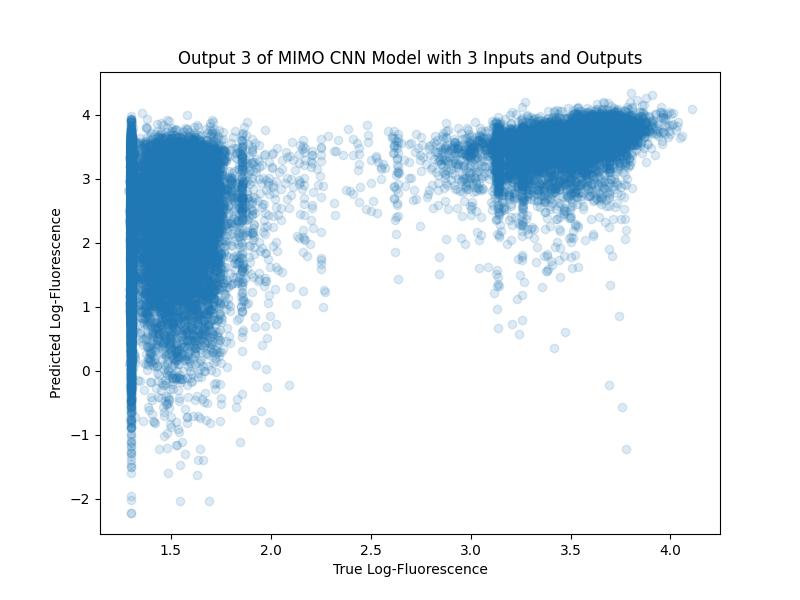 Output 3 of MIMO CNN Model with 3 Inputs and Outputs
4
3
2
1
0
−1
−2
Predicted Log-Fluorescence
1.5 2.0 2.5 3.0 3.5 4.0
True Log-Fluorescence